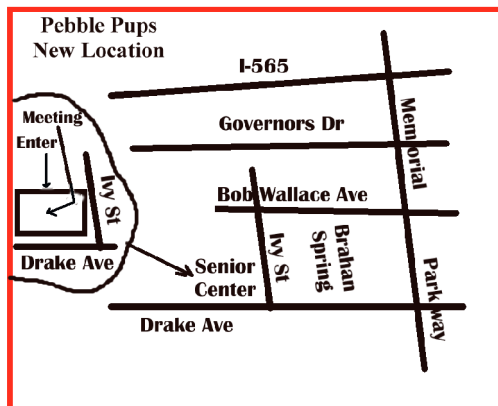 Pebble Pups
New Location
I-565
Meeting
Enter
Governors Dr
Memorial
Ivy St
Bob Wallace Ave
Drake Ave
Senior
Center
Ivy St
Brahan
Spring
Parkway
Drake Ave